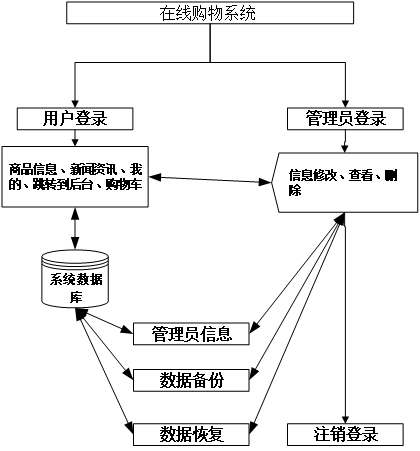 在线购物系统
用户登录
管理员登录
商品信息、新闻资讯、我
的、跳转到后台、购物车
信息修改、查看、删
除
系统数据
库
管理员信息
数据备份
数据恢复
注销登录